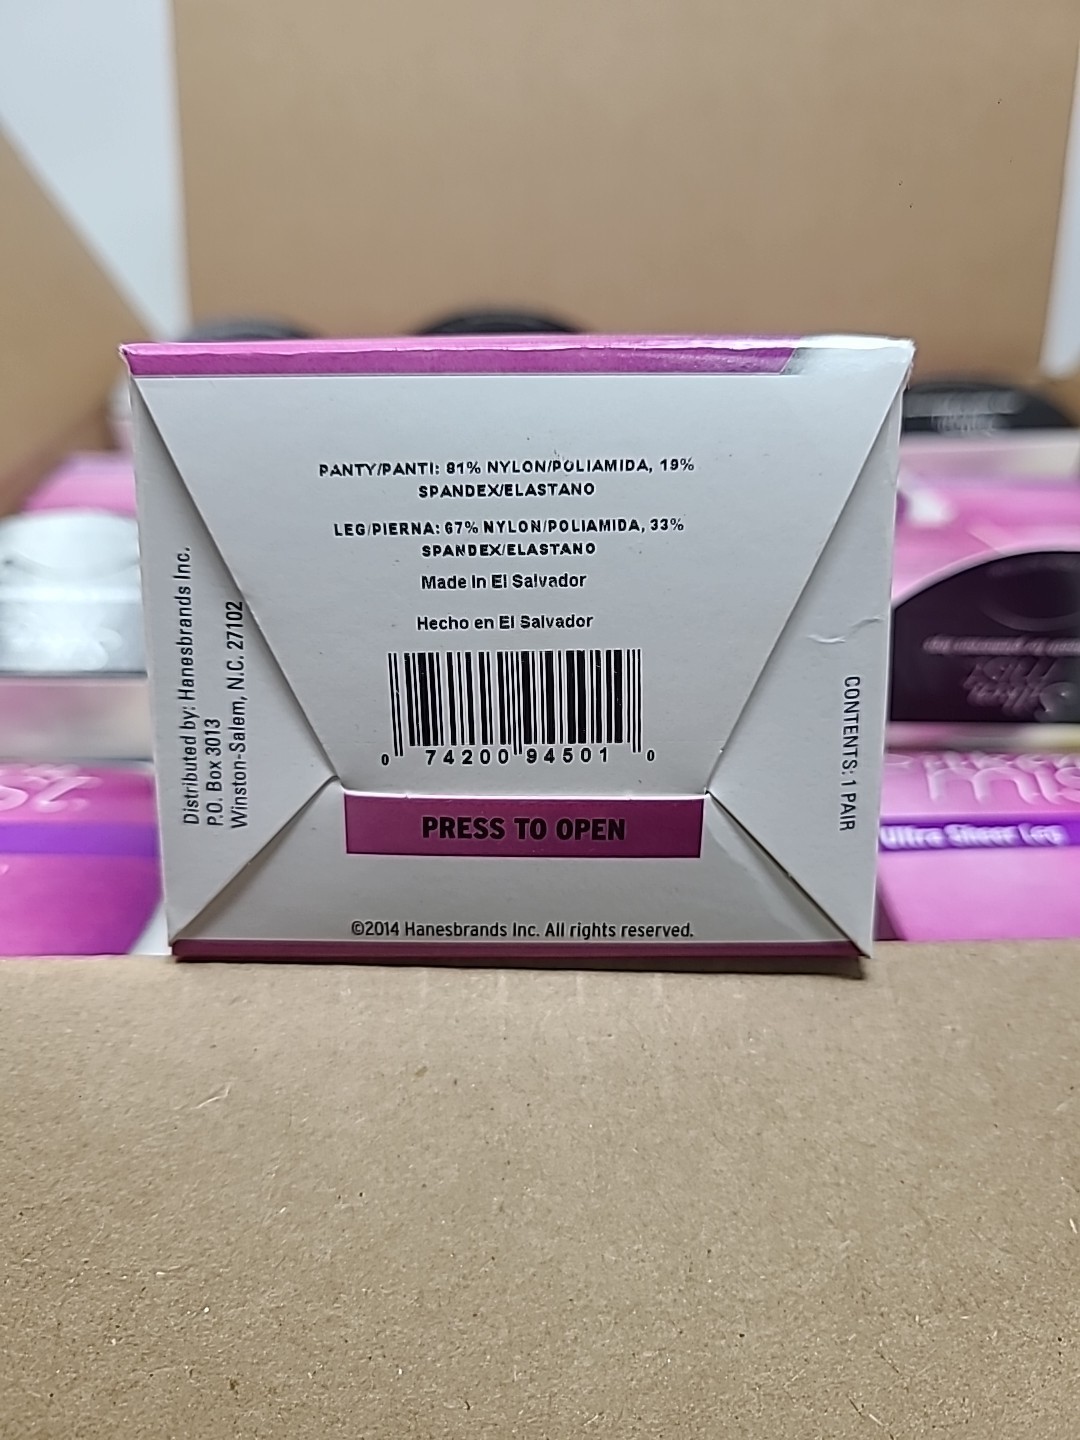 PANTY/PANTI: 81% NYLON/POLIAMIDA, 19%
SPANDEX/ELASTANO
LEG/PIERNA: 67% NYLON/POLIAMIDA, 33%
SPANDEX/ELASTANO
Made In El Salvador
Hecho en El Salvador
0 74200 94501 0
PRESS TO OPEN
©2014 Hanesbrands Inc. All rights reserved.
Distributed by: Hanesbrands Inc.
P.O. Box 3013
Winston-Salem, N.C. 27102
CONTENTS: 1 PAIR
Ultra Sheer Leg